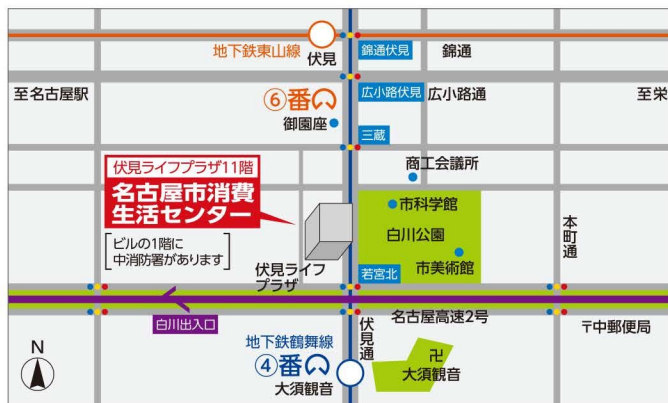 地下鉄東山線
伏見
錦通伏見
錦通
至名古屋駅
⑥番
広小路伏見
広小路通
至栄
御園座
三蔵
商工会議所
伏見ライフプラザ11階
名古屋市消費
生活センター
ビルの1階に
中消防署があります
市科学館
白川公園
市美術館
本町通
伏見ライフ
プラザ
若宮北
白川出入口
名古屋高速2号
〒中郵便局
伏見通
地下鉄鶴舞線
④番
大須観音
卍
大須観音
N